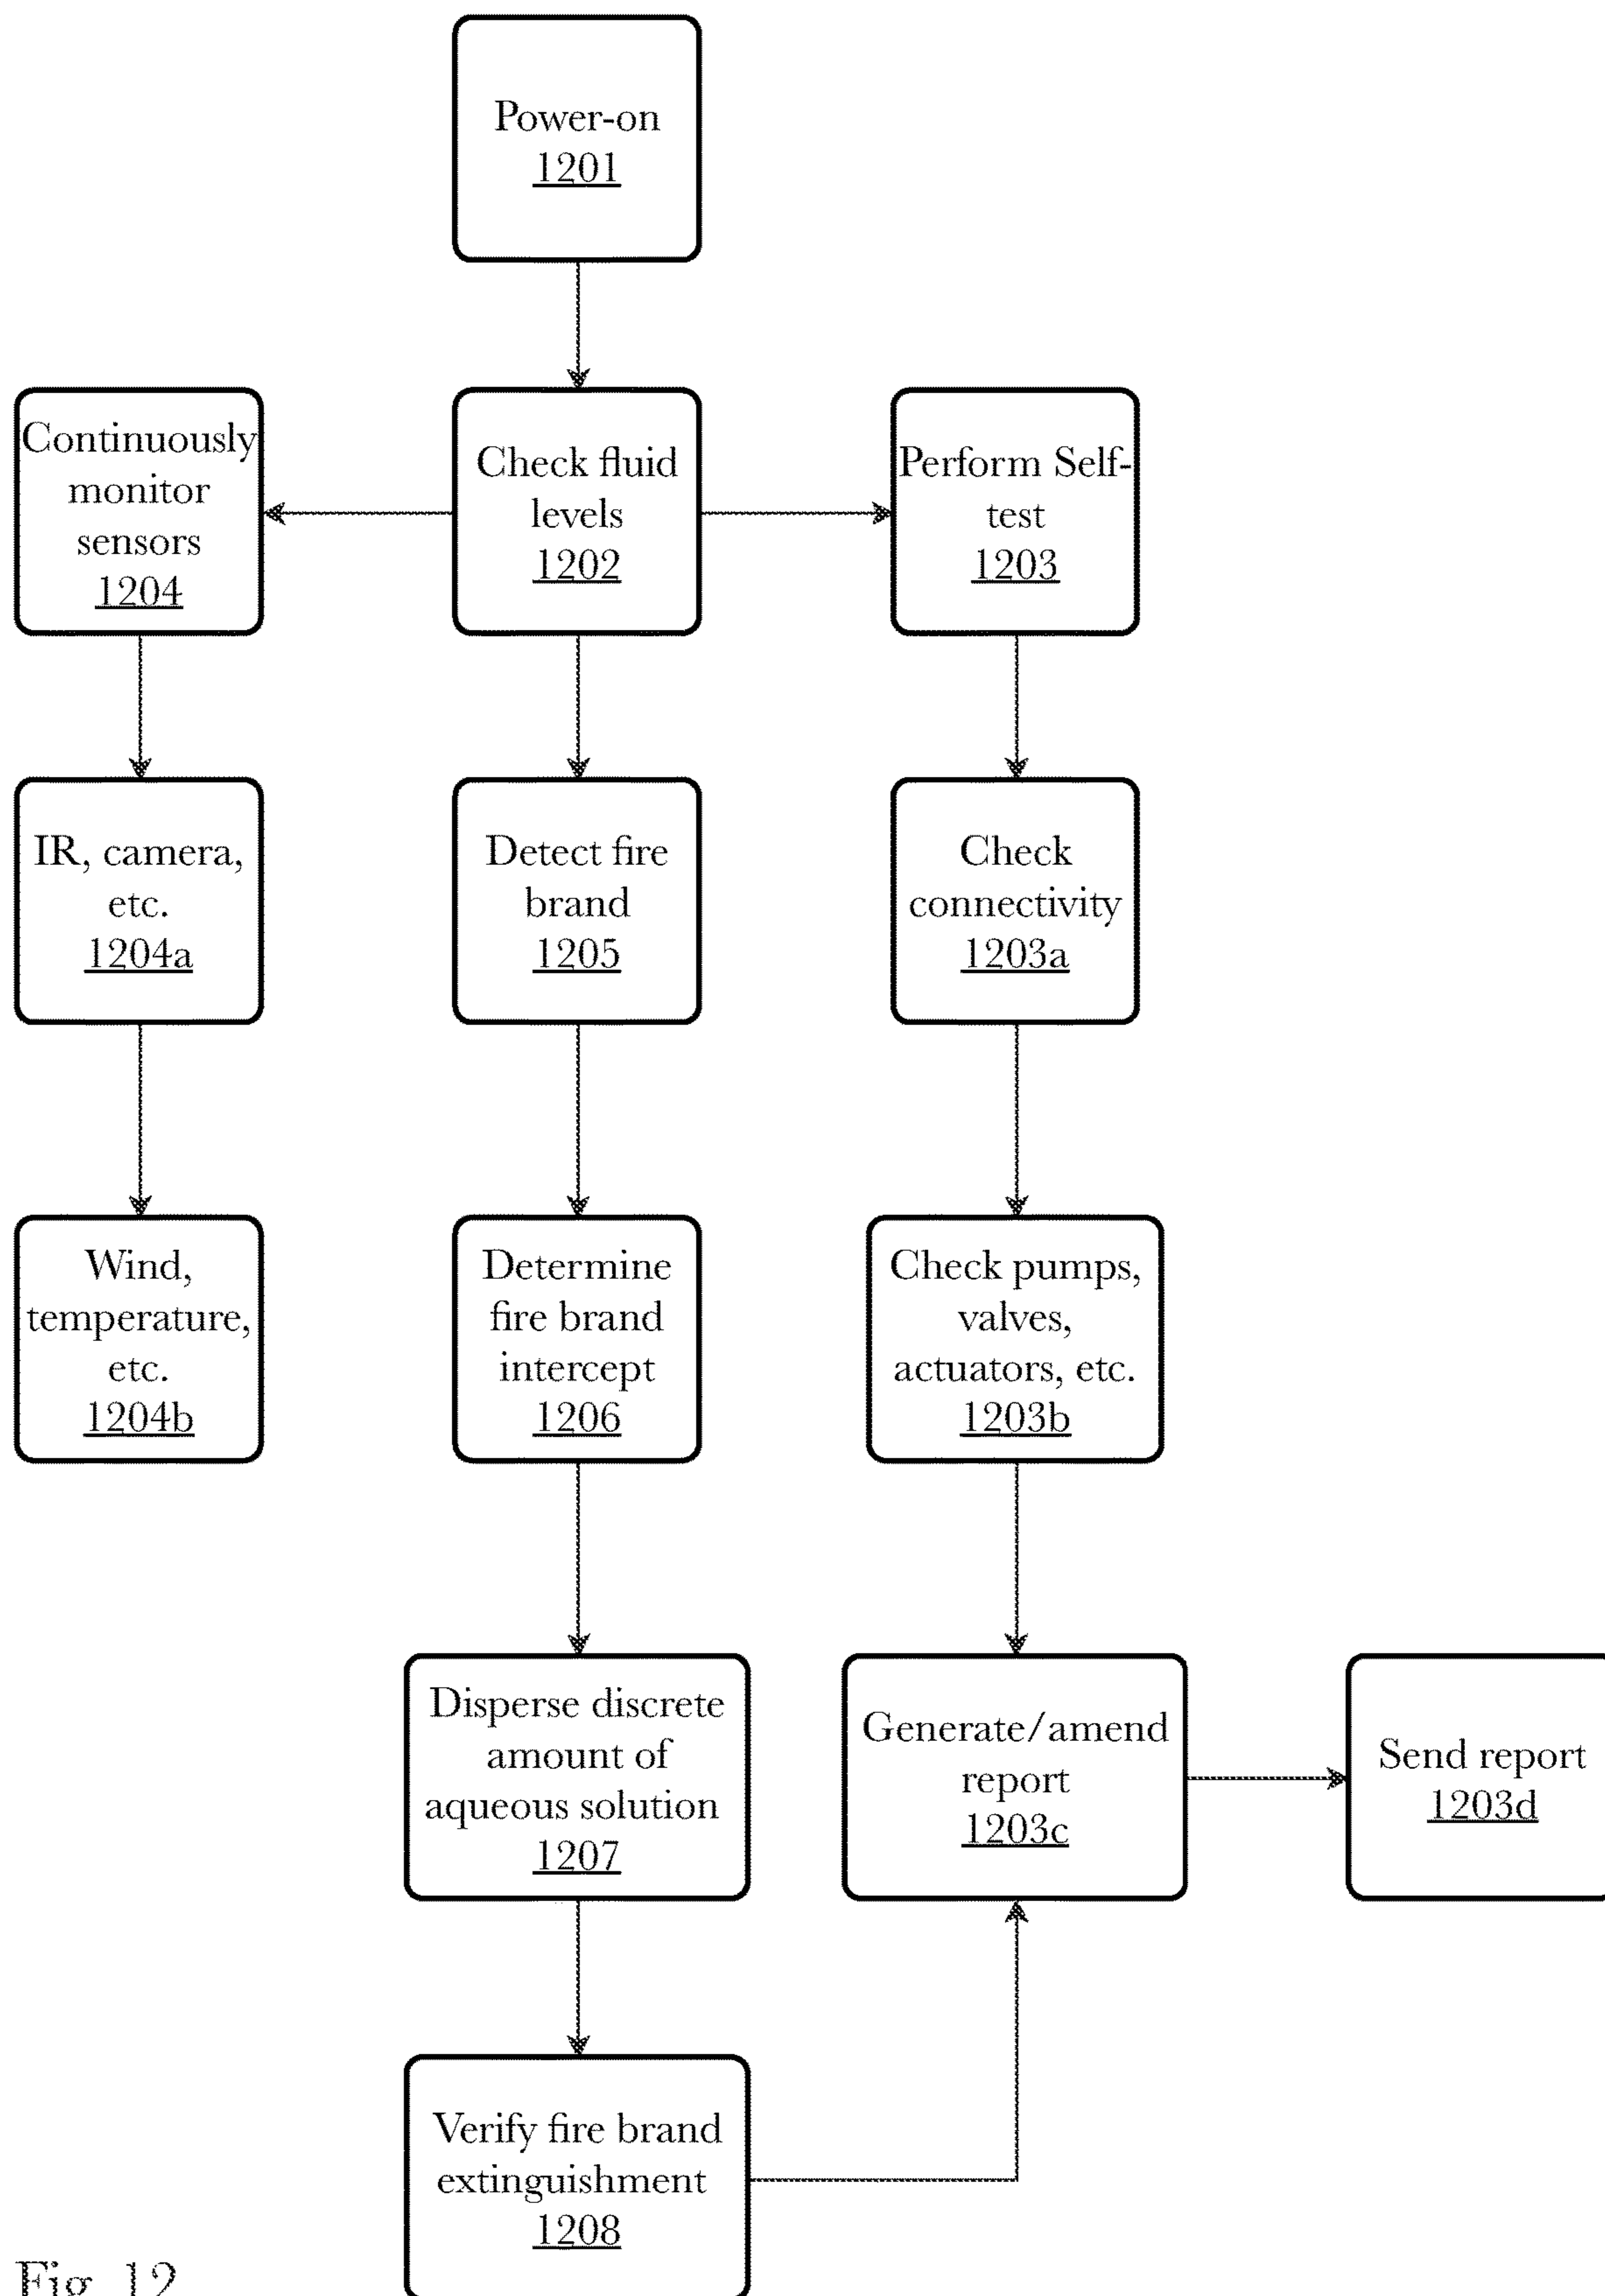 Power-on
1201
Continuously
monitor
sensors
1204
Check fluid
levels
1202
Perform Self-
test
1203
IR, camera,
etc.
1204a
Detect fire
brand
1205
Check
connectivity
1203a
Wind,
temperature,
etc.
1204b
Determine
fire brand
intercept
1206
Check pumps,
valves,
actuators, etc.
1203b
Disperse discrete
amount of
aqueous solution
1207
Generate/amend
report
1203c
Send report
1203d
Verify fire brand
extinguishment
1208
Fig. 12